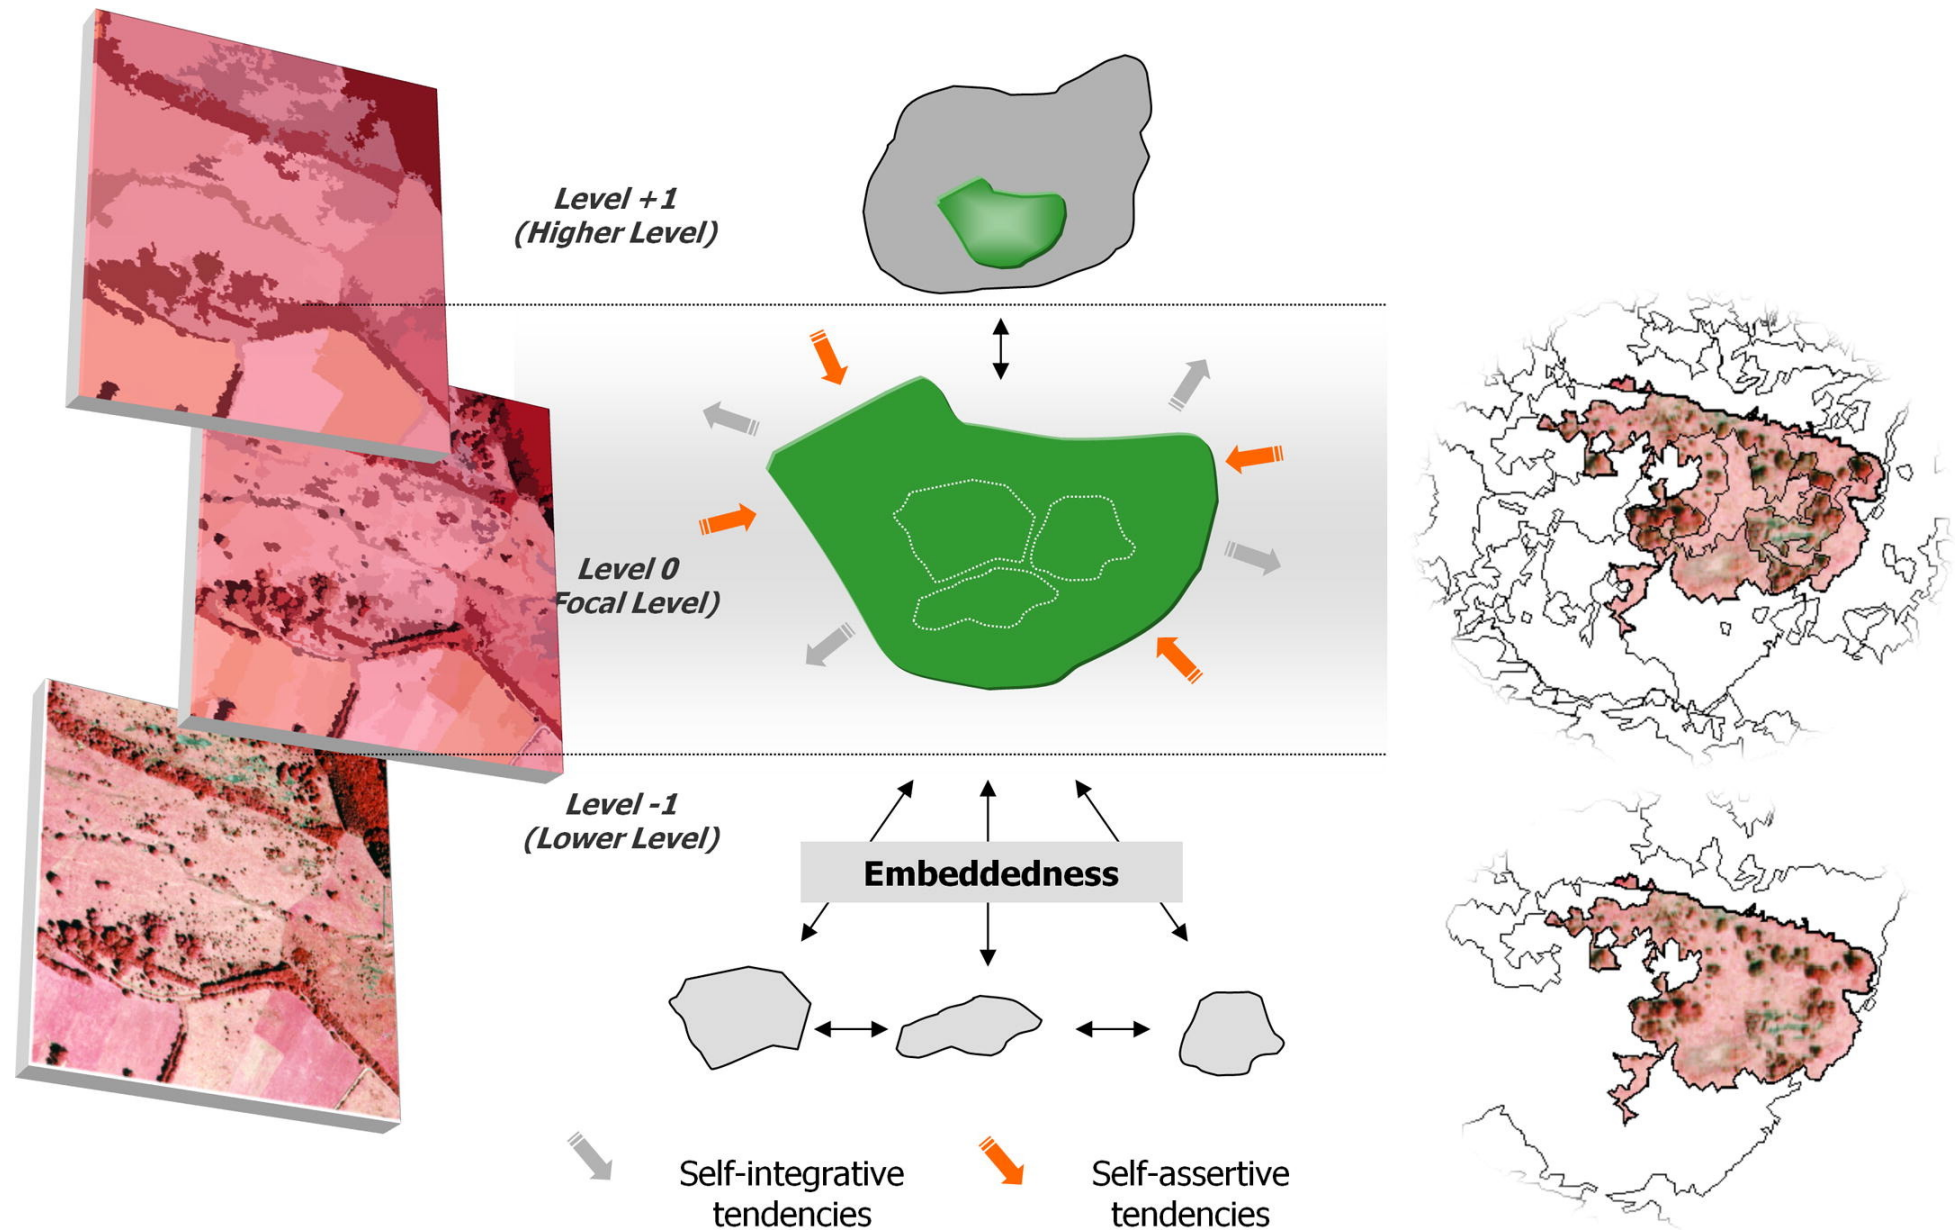 Level +1
(Higher Level)
Level 0
Focal Level)
Level -1
(Lower Level)
Embeddedness
Self-integrative
tendencies
Self-assertive
tendencies